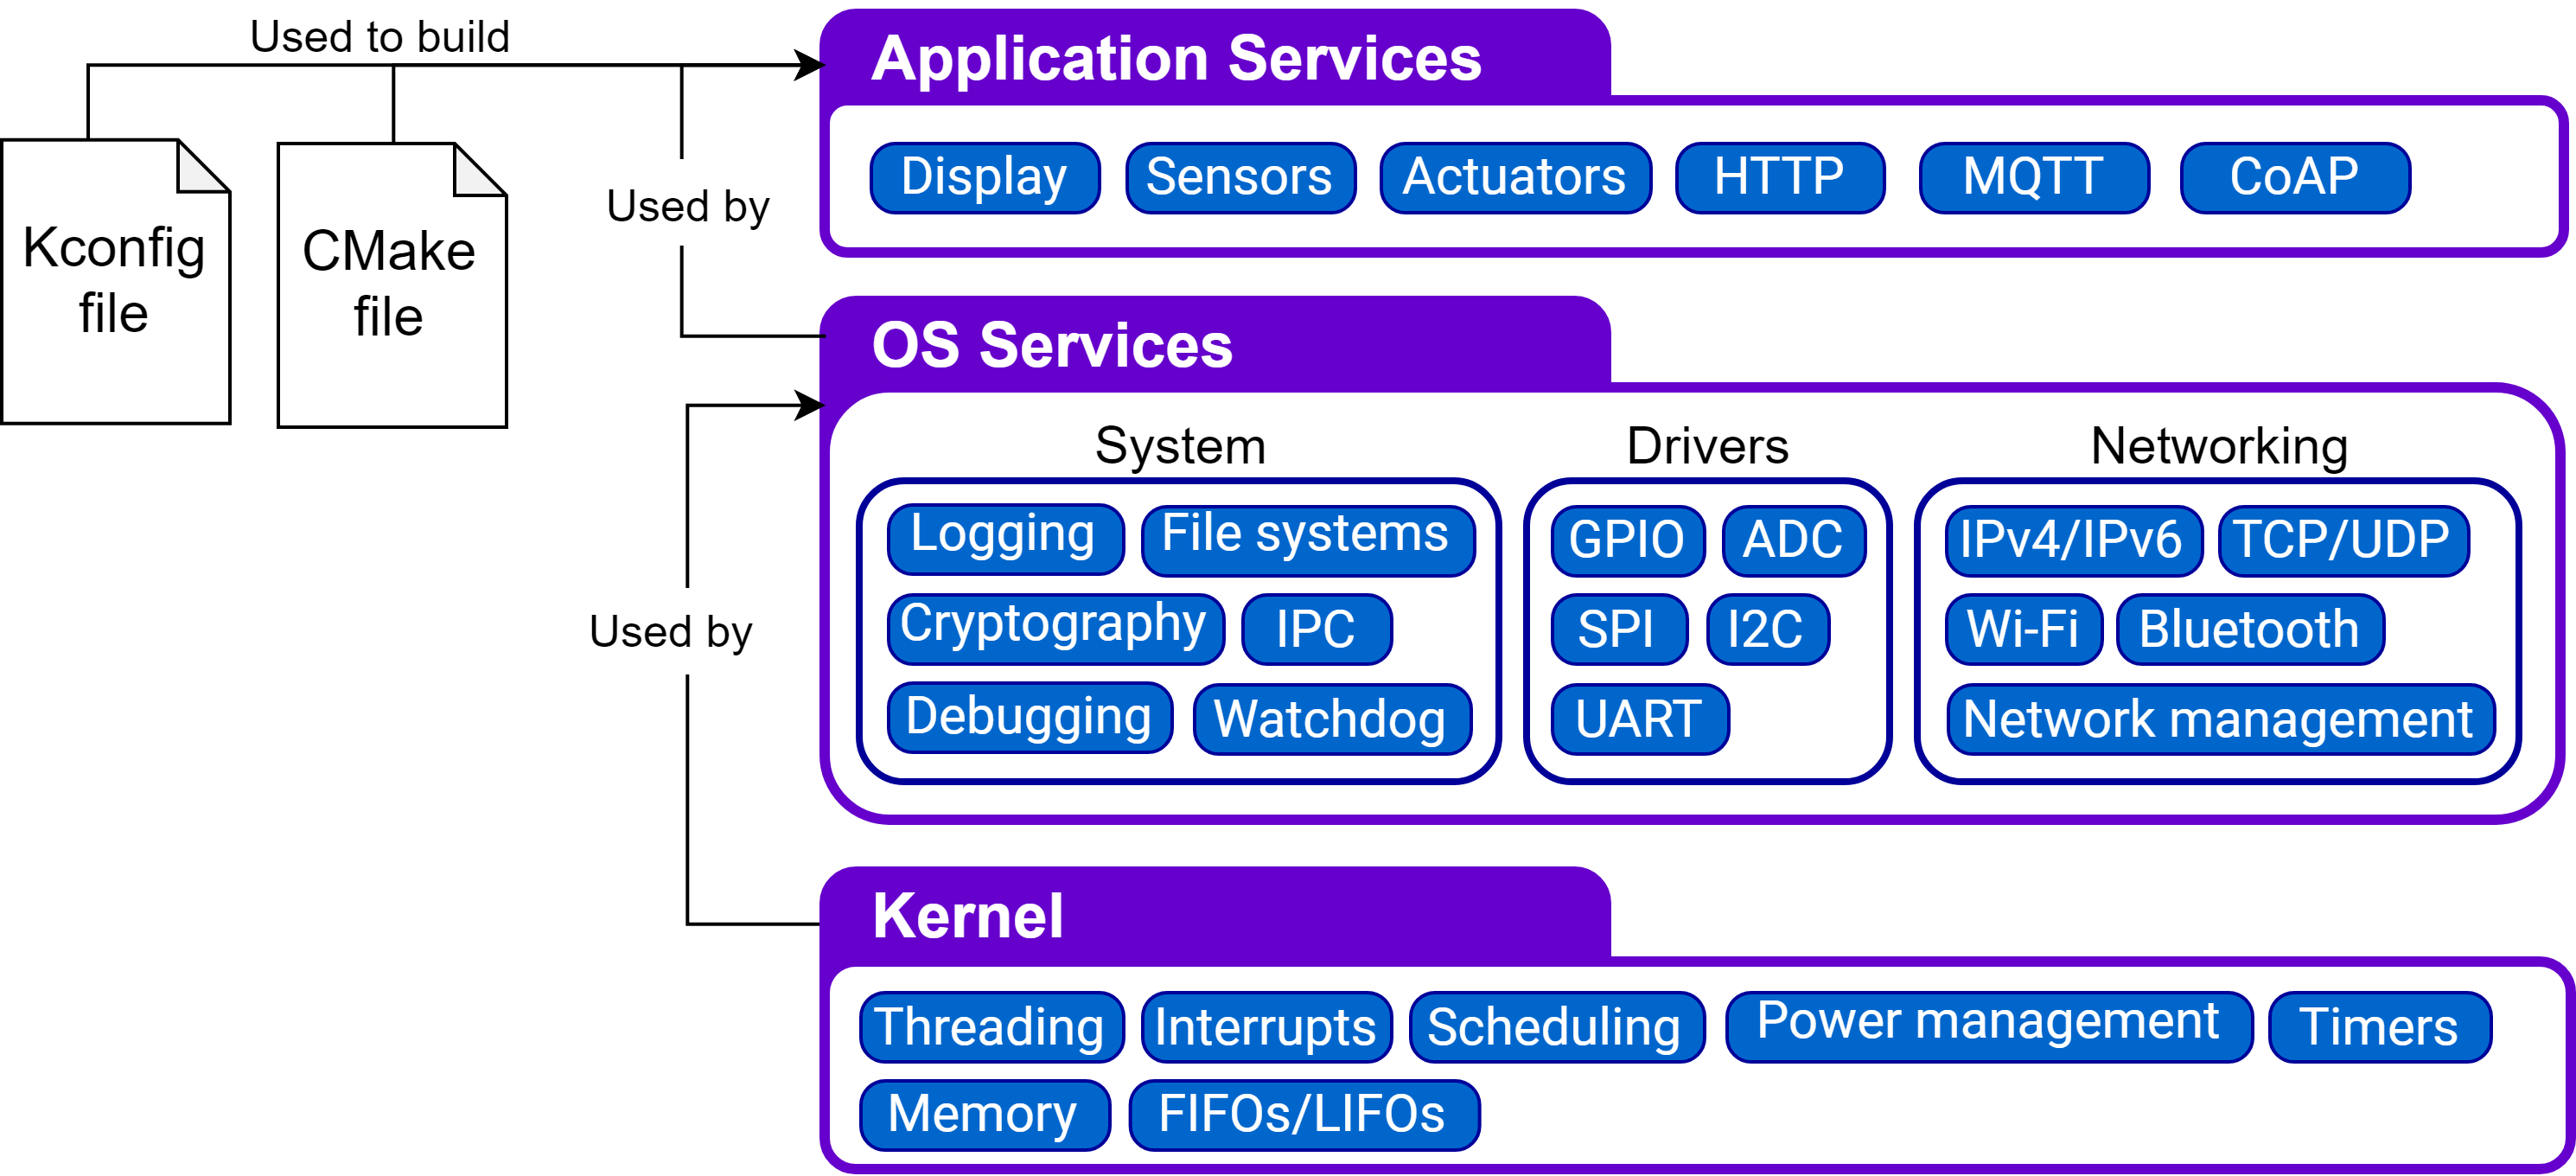 Used to build
Kconfig
file
CMake
file
Used by
Used by
Application Services
Display Sensors Actuators HTTP MQTT CoAP
OS Services
System Drivers Networking
Logging File systems
Cryptography IPC
Debugging Watchdog
GPIO ADC
SPI I2C
UART
IPv4/IPv6 TCP/UDP
Wi-Fi Bluetooth
Network management
Kernel
Threading Interrupts Scheduling Power management Timers
Memory FIFOs/LIFOs